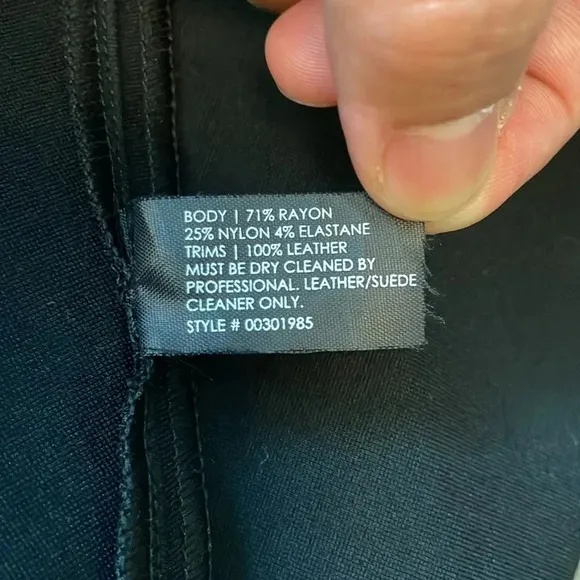 BODY | 71% RAYON
25% NYLON 4% ELASTANE
TRIMS | 100% LEATHER
MUST BE DRY CLEANED BY
PROFESSIONAL. LEATHER/SUEDE
CLEANER ONLY.
STYLE # 00301985